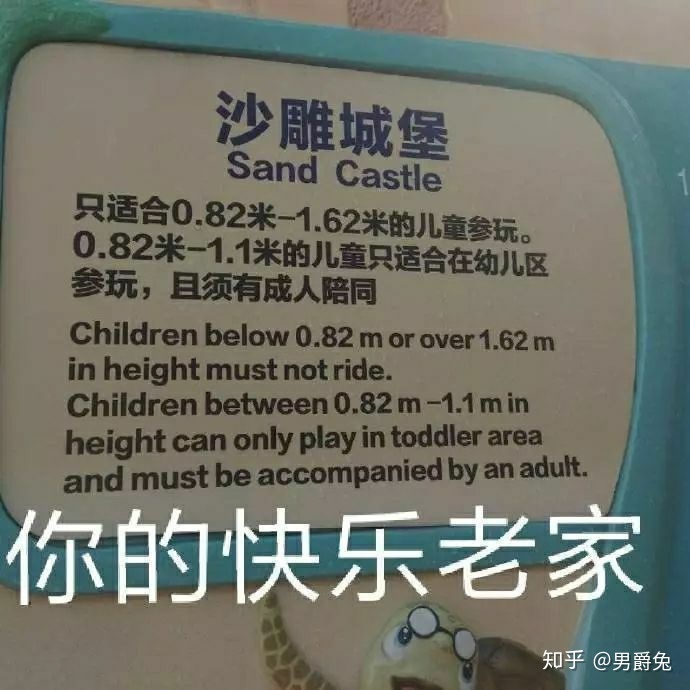 沙雕城堡
Sand Castle
只适合0.82米-1.62米的儿童参玩。
0.82米-1.1米的儿童只适合在幼儿区
参玩，且须有成人陪同
Children below 0.82 m or over 1.62 m
in height must not ride.
Children between 0.82 m -1.1 m in
height can only play in toddler area
and must be accompanied by an adult.
你的快乐老家
知乎 @男爵兔